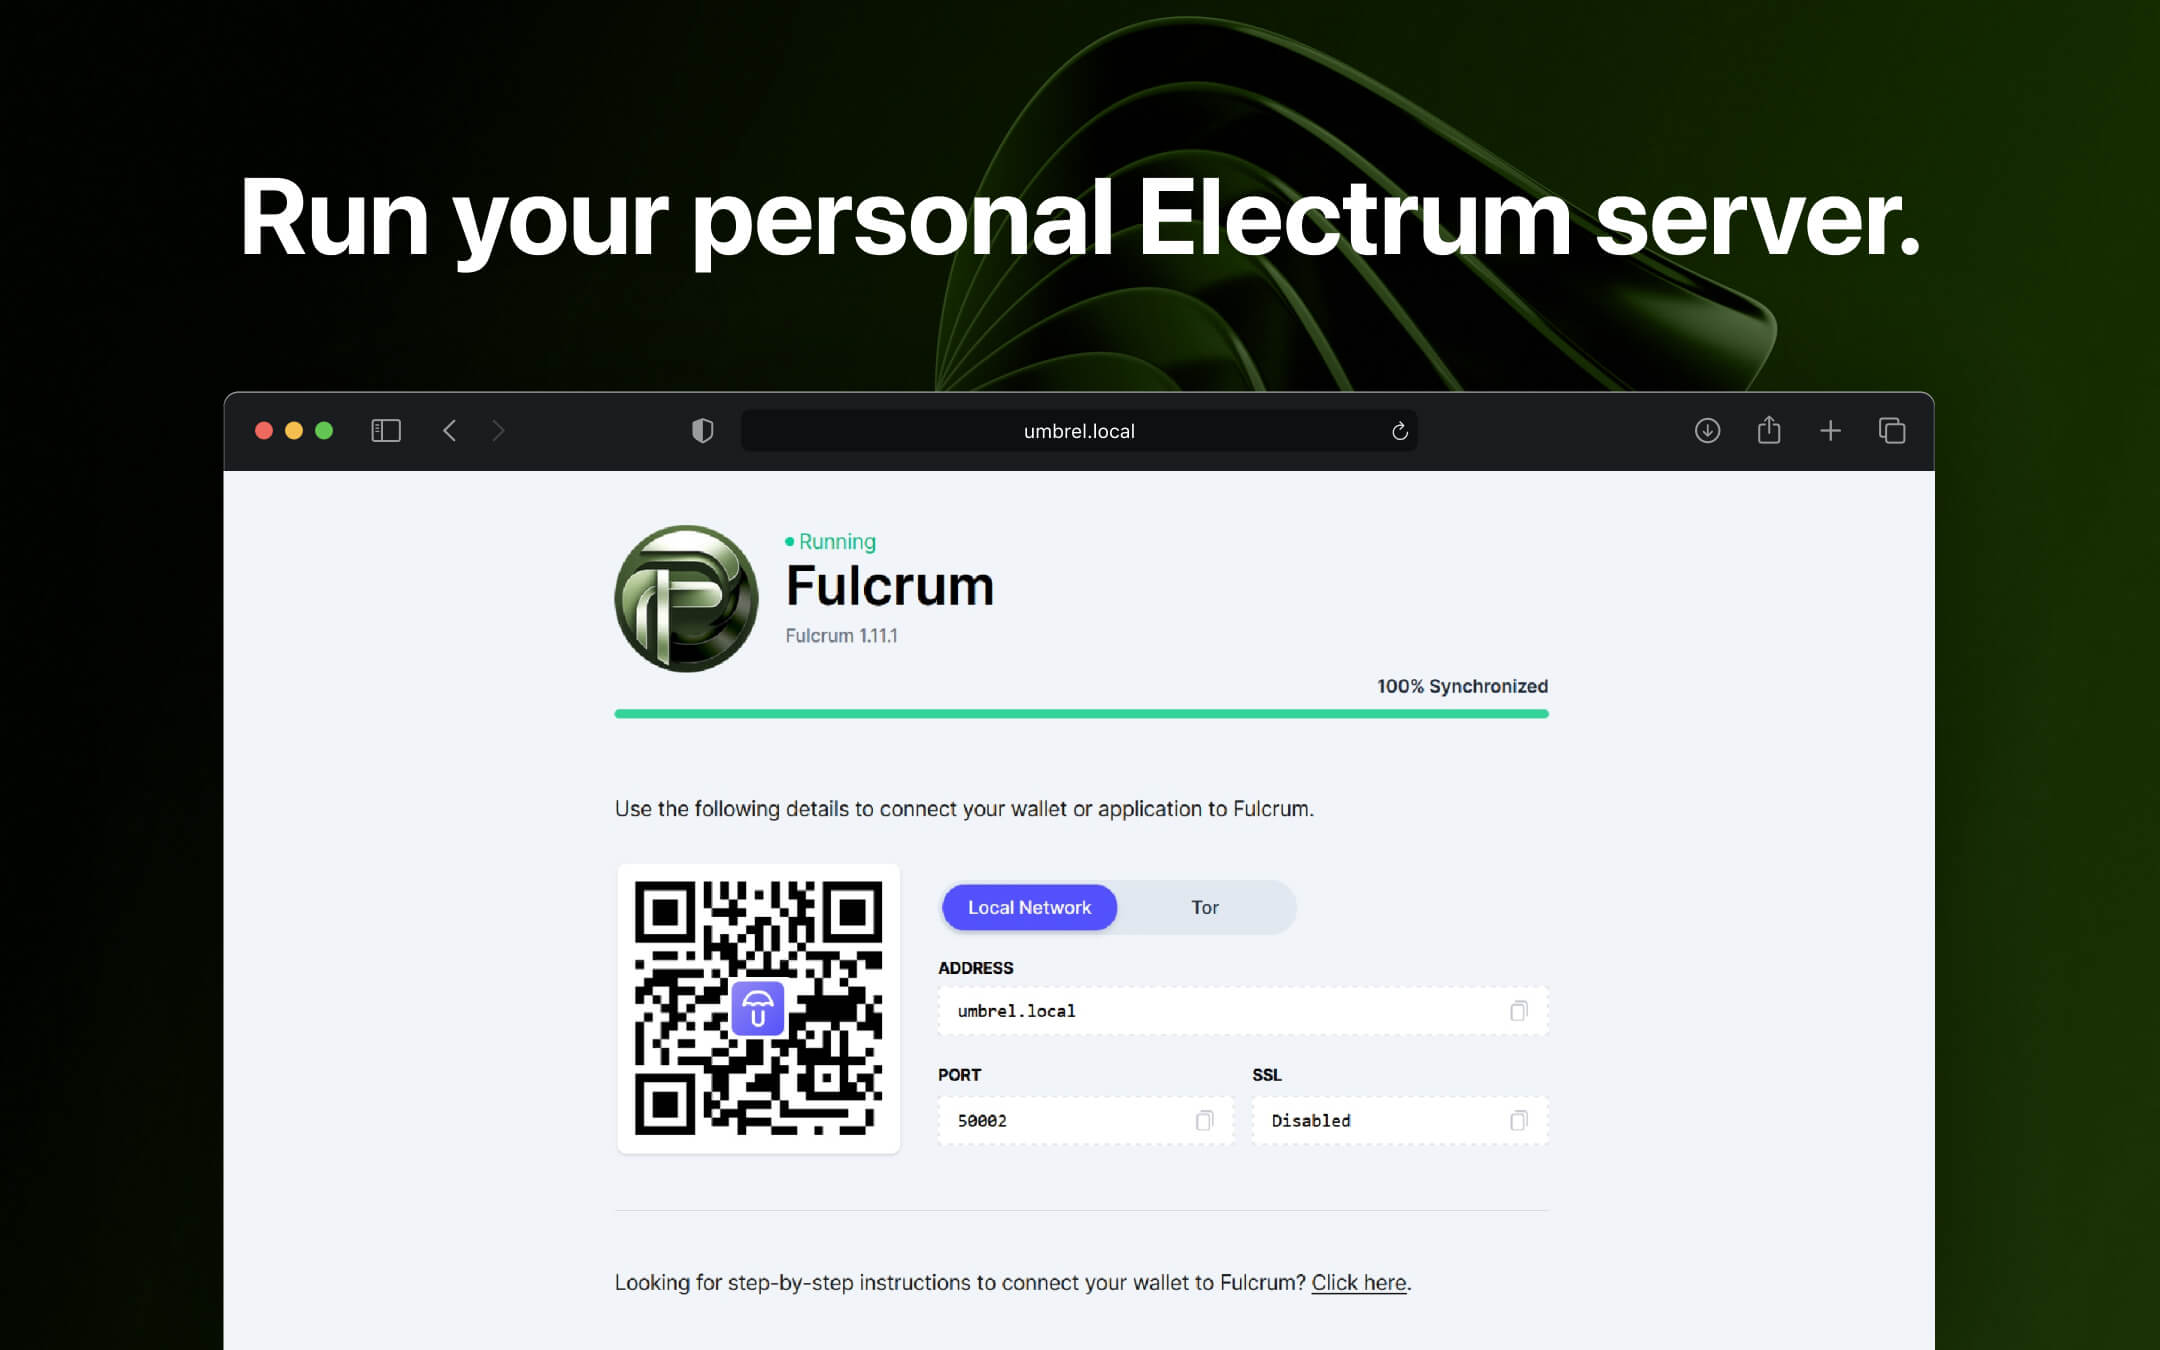 Run your personal Electrum server.
umbrel.local
Running
Fulcrum
Fulcrum 1.11.1
100% Synchronized
Use the following details to connect your wallet or application to Fulcrum.
Local Network Tor
ADDRESS
umbrel.local
PORT SSL
50002 Disabled
Looking for step-by-step instructions to connect your wallet to Fulcrum? Click here.